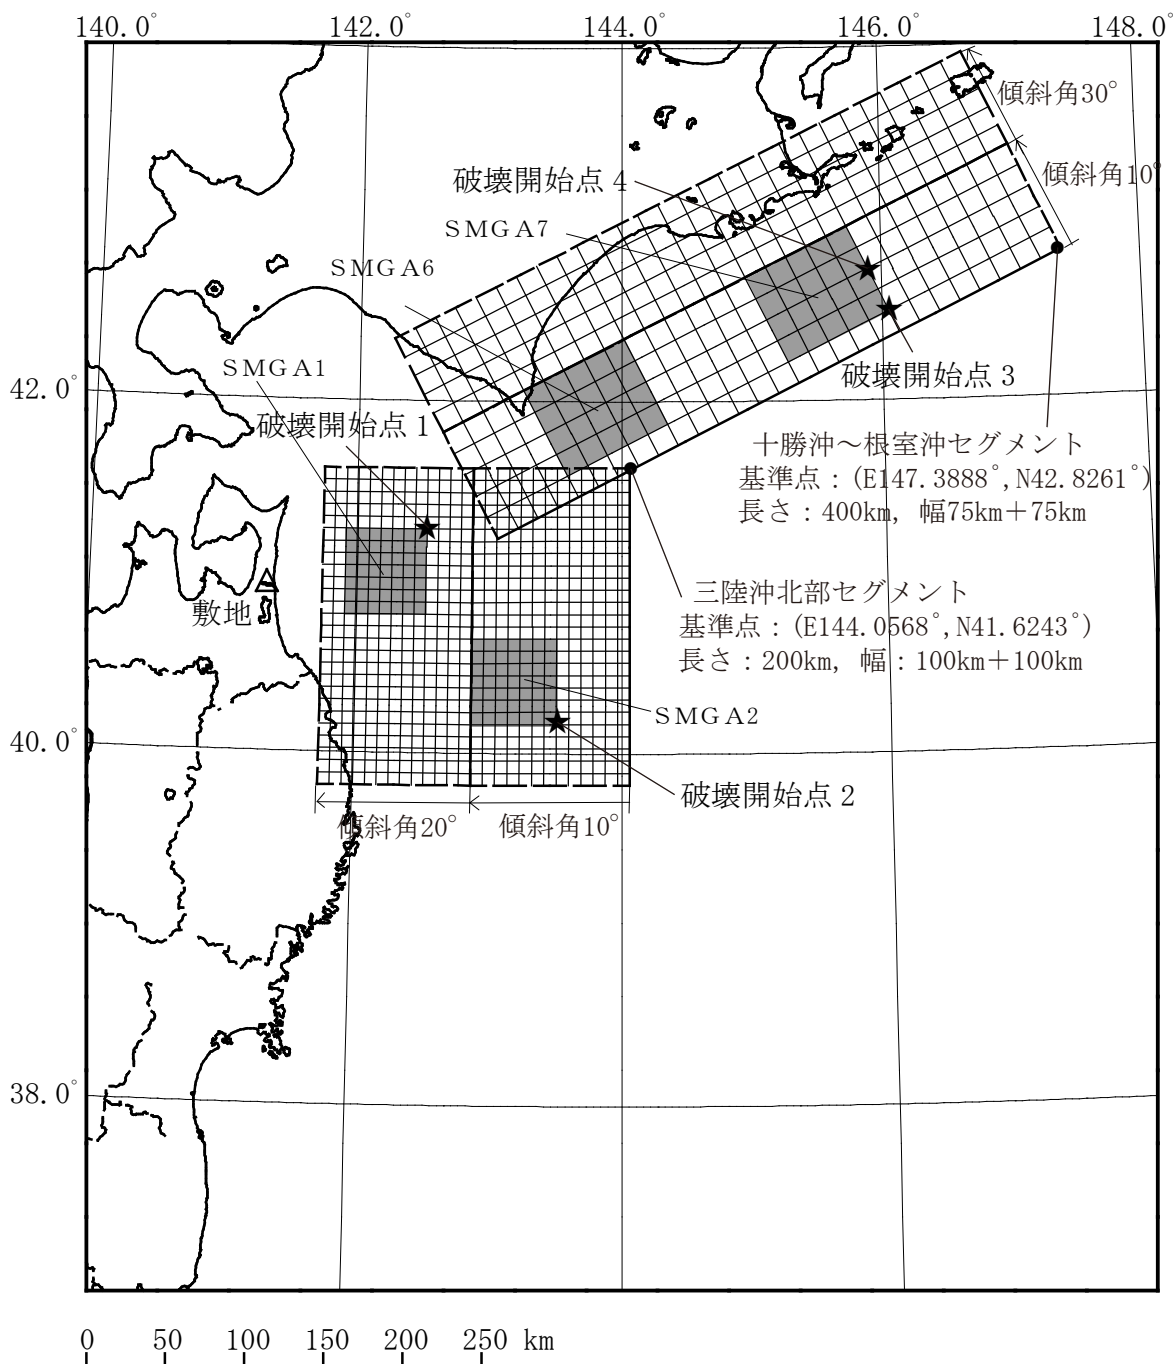 140.0° 142.0° 144.0° 146.0° 148.0°
傾斜角30°
傾斜角10°
破壊開始点4
SMGA7
SMGA6
SMGA1
42.0°
破壊開始点3
破壊開始点1
十勝沖～根室沖セグメント
基準点：(E147.3888°,N42.8261°)
長さ：400km, 幅75km＋75km
敷地
三陸沖北部セグメント
基準点：(E144.0568°,N41.6243°)
長さ：200km, 幅：100km＋100km
SMGA2
40.0°
破壊開始点2
傾斜角20° 傾斜角10°
38.0°
0 50 100 150 200 250 km